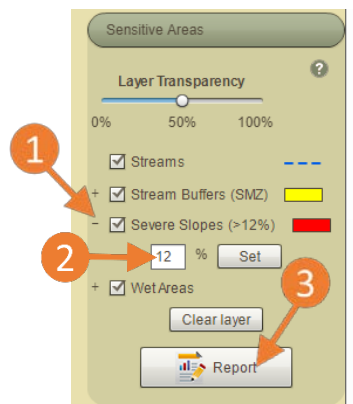 Sensitive Areas
?
Layer Transparency
0% 50% 100%
1
Streams
+ Stream Buffers (SMZ)
- Severe Slopes (>12%)
2
12 % Set
3
+ Wet Areas
Clear layer
Report